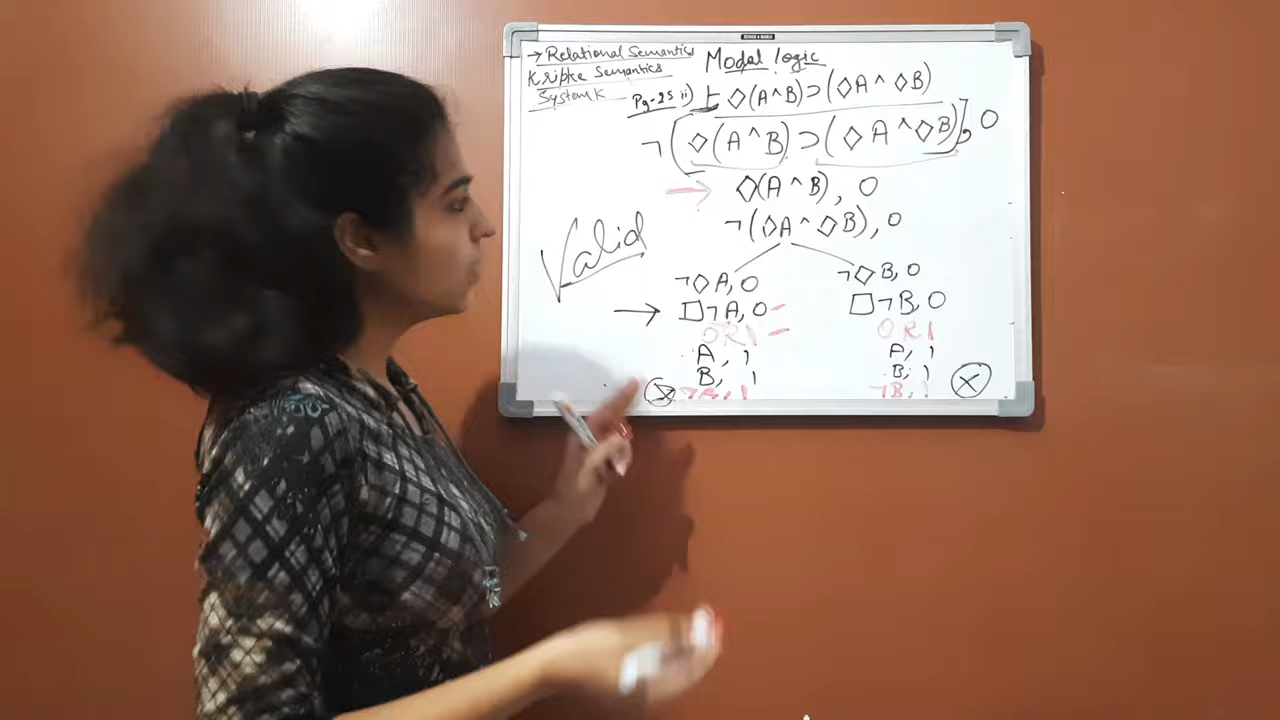 → Relational Semantics
Kripke Semantics
System K
Modal logic
Pg-25 ii) ⊢ ◇(A ^ B) ⊃ (◇A ^ ◇B)
¬[◇(A ^ B) ⊃ (◇A ^ ◇B)], 0
→ ◇(A ^ B), 0
¬(◇A ^ ◇B), 0
Valid
¬◇A, 0 ¬◇B, 0
→ □¬A, 0 □¬B, 0
0R1 0R1
A, 1 A, 1
B, 1 B, 1
¬A, 1 ¬B, 1